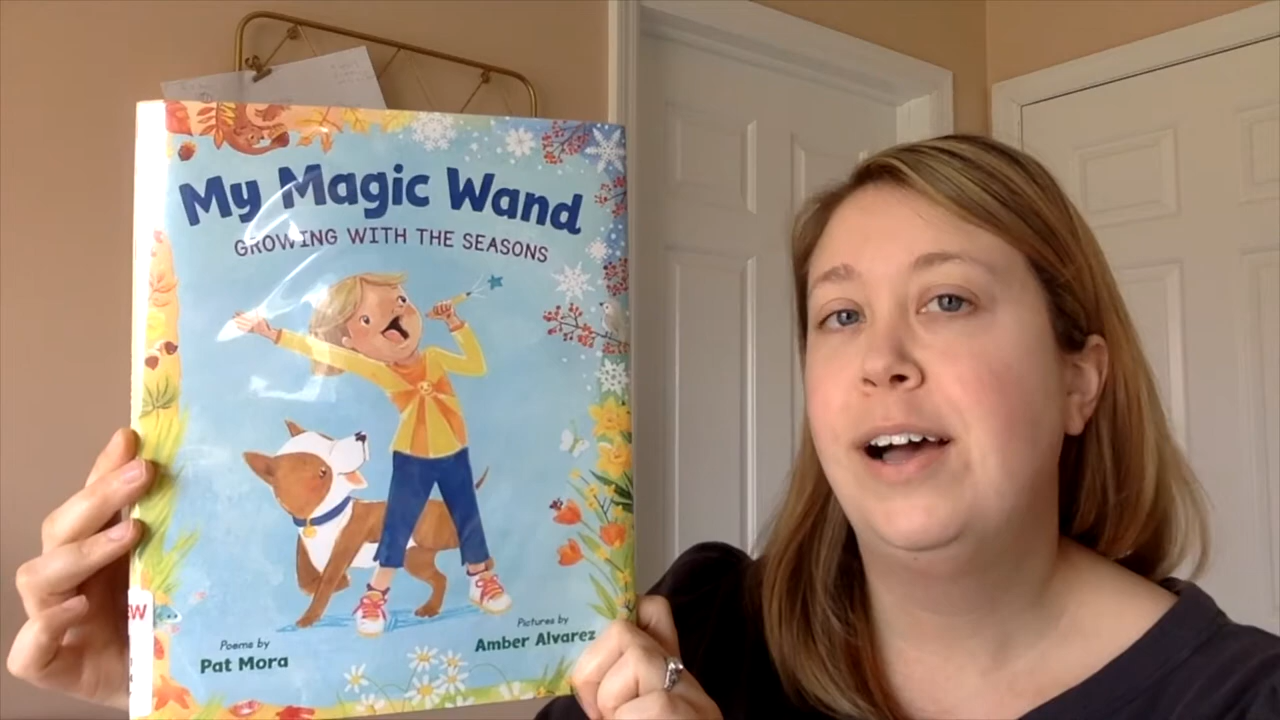 My Magic Wand
GROWING WITH THE SEASONS
Poems by
Pat Mora
Pictures by
Amber Alvarez